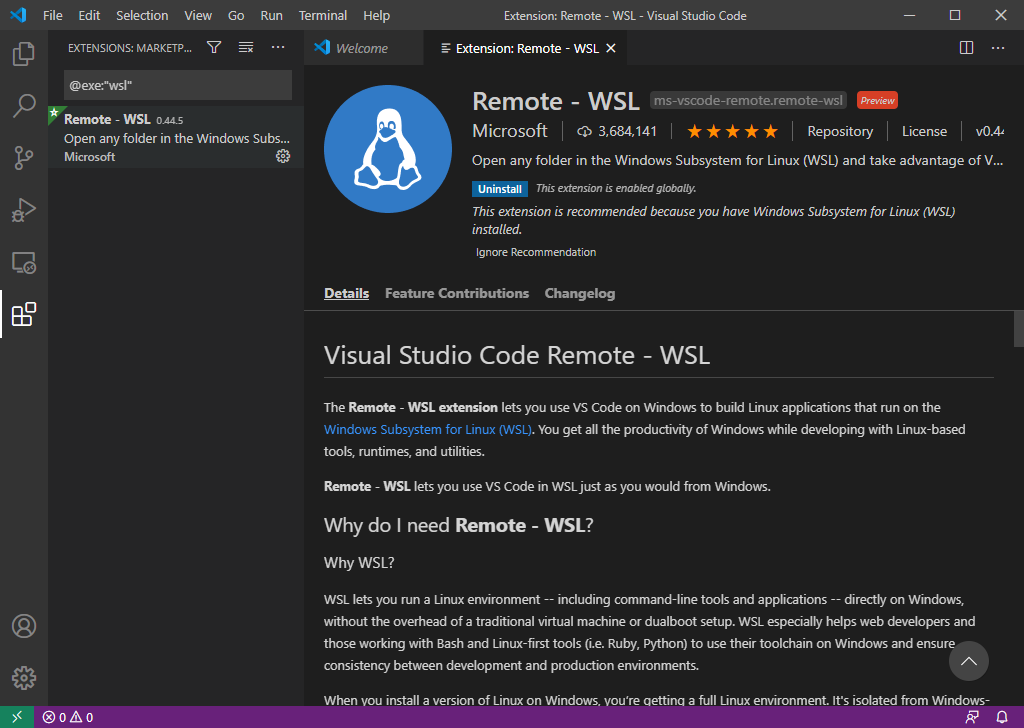 File Edit Selection View Go Run Terminal Help
Extension: Remote - WSL - Visual Studio Code
EXTENSIONS: MARKETP...
@exe:"wsl"
Remote - WSL 0.44.5
Open any folder in the Windows Subs...
Microsoft
Welcome
Extension: Remote - WSL
Remote - WSL ms-vscode-remote.remote-wsl Preview
Microsoft 3,684,141 Repository License v0.44
Open any folder in the Windows Subsystem for Linux (WSL) and take advantage of V...
Uninstall This extension is enabled globally.
This extension is recommended because you have Windows Subsystem for Linux (WSL)
installed.
Ignore Recommendation
Details Feature Contributions Changelog
Visual Studio Code Remote - WSL
The Remote - WSL extension lets you use VS Code on Windows to build Linux applications that run on the
Windows Subsystem for Linux (WSL). You get all the productivity of Windows while developing with Linux-based
tools, runtimes, and utilities.
Remote - WSL lets you use VS Code in WSL just as you would from Windows.
Why do I need Remote - WSL?
Why WSL?
WSL lets you run a Linux environment -- including command-line tools and applications -- directly on Windows,
without the overhead of a traditional virtual machine or dualboot setup. WSL especially helps web developers and
those working with Bash and Linux-first tools (i.e. Ruby, Python) to use their toolchain on Windows and ensure
consistency between development and production environments.
When you install a version of Linux on Windows, you're getting a full Linux environment. It's isolated from Windows-
0 0